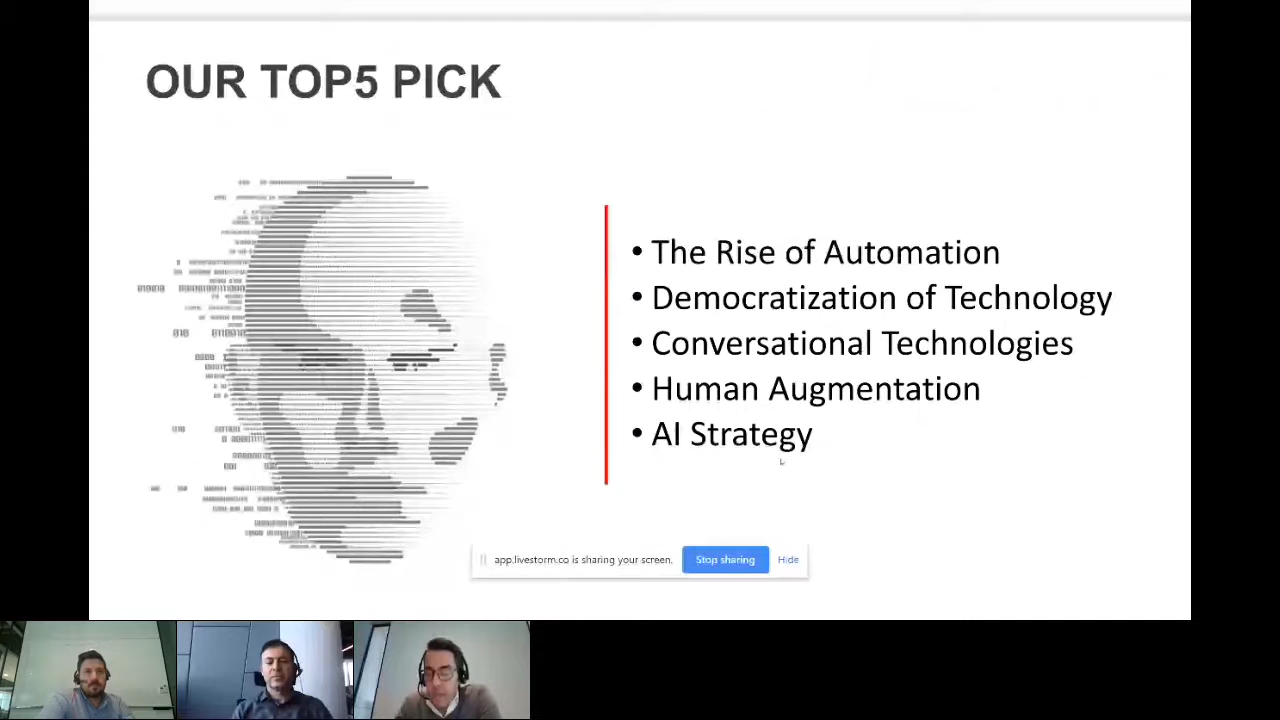 OUR TOP5 PICK
• The Rise of Automation
• Democratization of Technology
• Conversational Technologies
• Human Augmentation
• AI Strategy
app.livestorm.co is sharing your screen.
Stop sharing
Hide